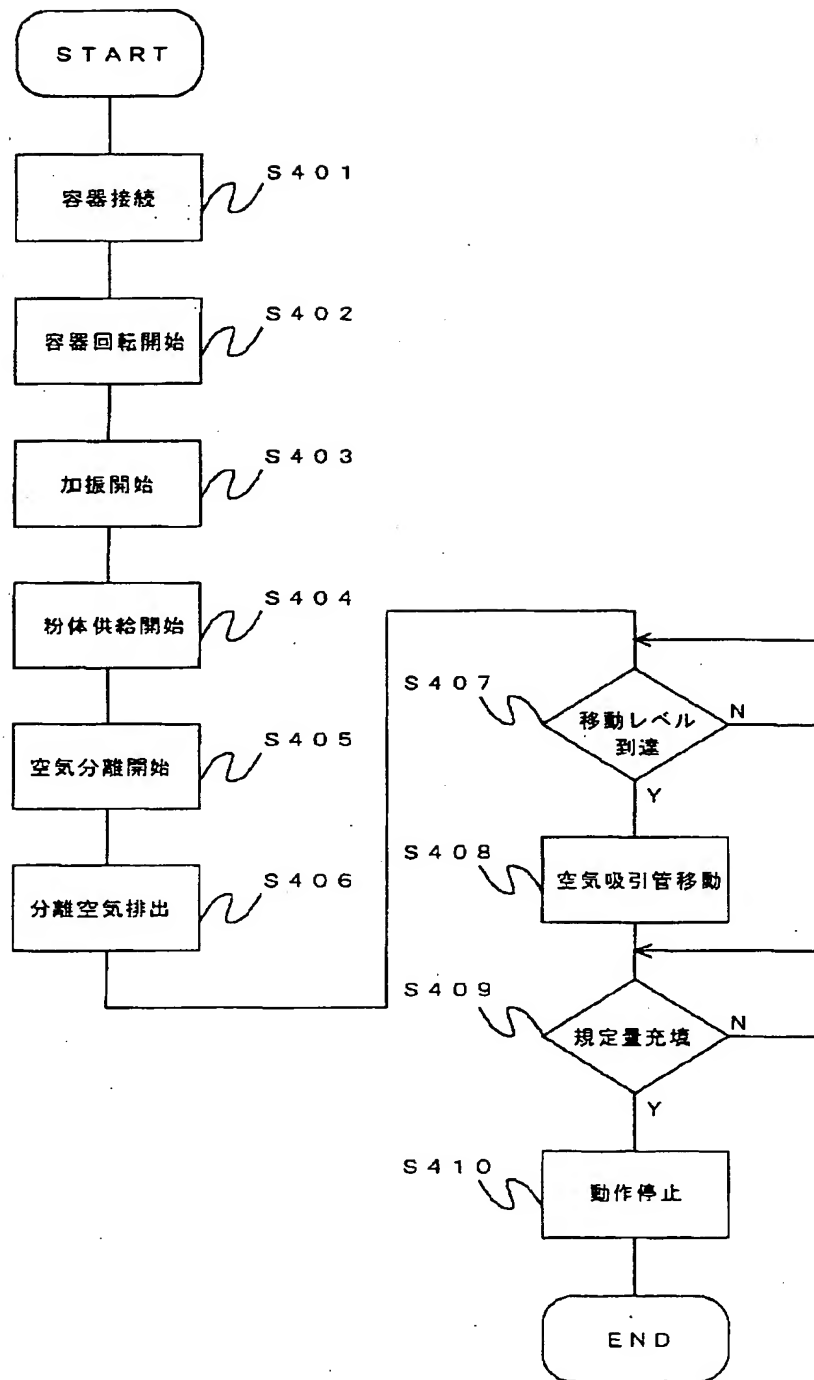 ＳＴＡＲＴ
Ｓ４０１
容器接続
Ｓ４０２
容器回転開始
Ｓ４０３
加振開始
Ｓ４０４
粉体供給開始
Ｓ４０５
空気分離開始
Ｓ４０６
分離空気排出
Ｓ４０７
移動レベル
到達
N
Y
Ｓ４０８
空気吸引管移動
Ｓ４０９
規定量充填
N
Y
Ｓ４１０
動作停止
ＥＮＤ